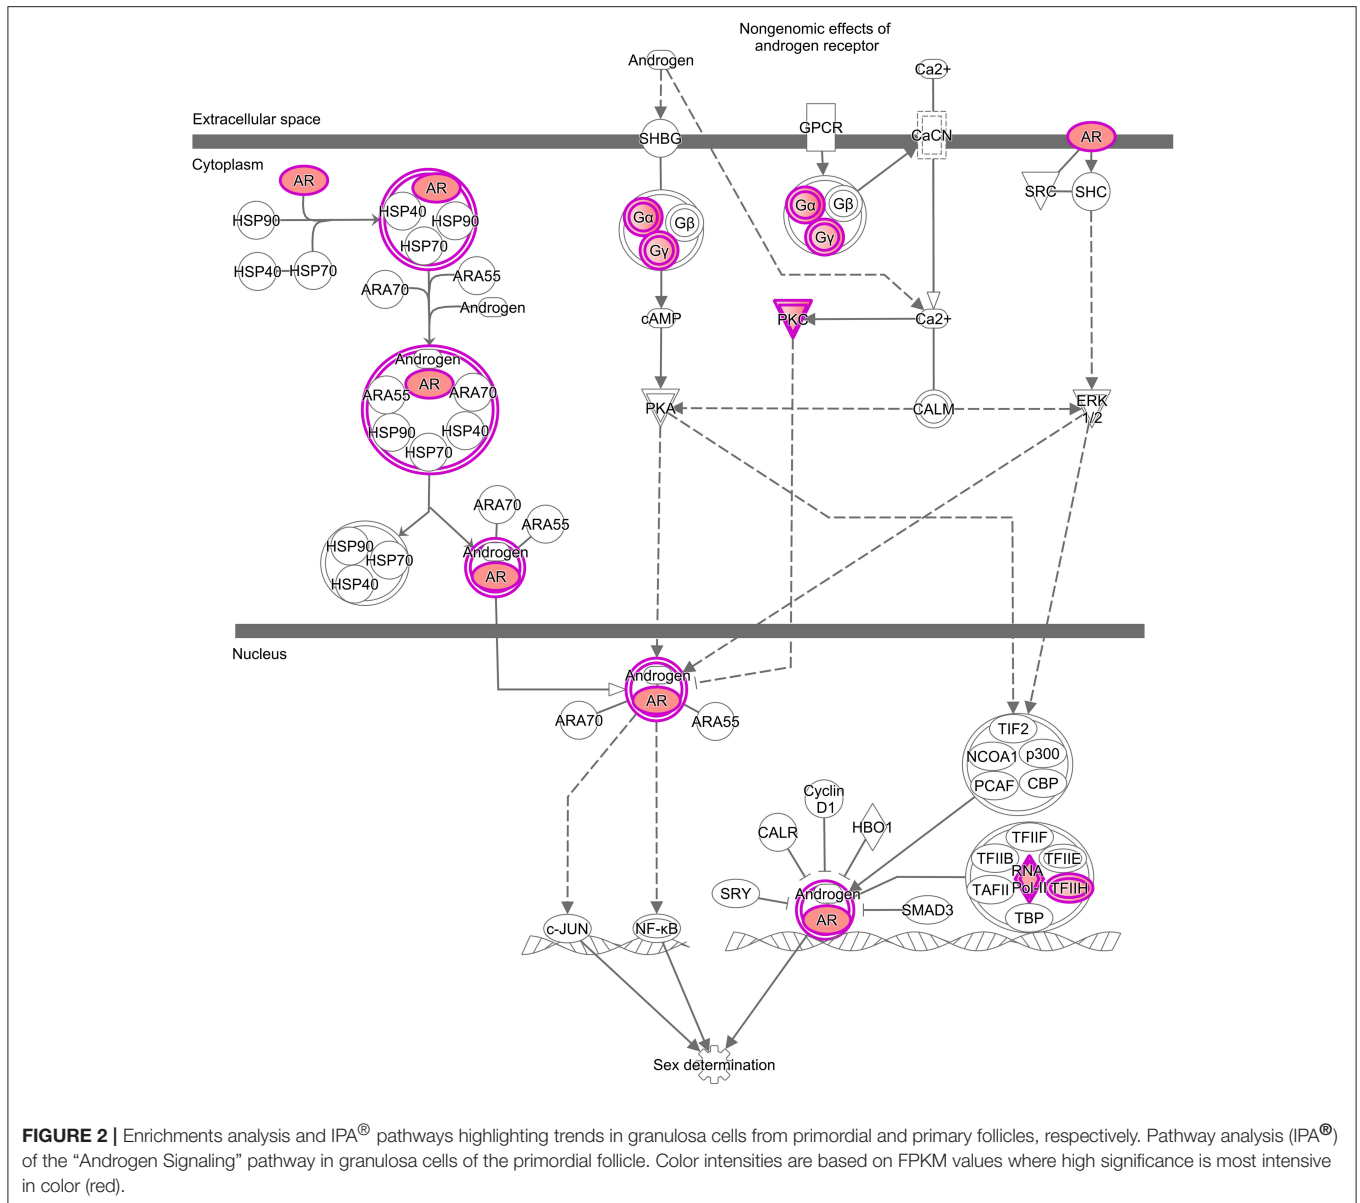 Nongenomic effects of
androgen receptor
Androgen
Ca2+
Extracellular space
SHBG
GPCR
CaCN
AR
Cytoplasm
AR
AR
HSP40
HSP90
HSP70
HSP90
HSP40
HSP70
SRC
SHC
Gα
Gβ
Gγ
Gα
Gβ
Gγ
ARA70
ARA55
Androgen
cAMP
PKC
Ca2+
Androgen
AR
ARA55
ARA70
HSP90
HSP40
HSP70
PKA
CALM
ERK
1/2
ARA70
ARA55
HSP90
HSP70
HSP40
Androgen
AR
Nucleus
Androgen
AR
ARA70
ARA55
TIF2
NCOA1
p300
PCAF
CBP
Cyclin
D1
CALR
HBO1
TFIIF
TFIIB
TFIIE
RNA
Pol-II
TAFII
TFIIH
TBP
SRY
Androgen
AR
SMAD3
c-JUN
NF-κB
Sex determination
FIGURE 2 | Enrichments analysis and IPA® pathways highlighting trends in granulosa cells from primordial and primary follicles, respectively. Pathway analysis (IPA®)
of the “Androgen Signaling” pathway in granulosa cells of the primordial follicle. Color intensities are based on FPKM values where high significance is most intensive
in color (red).